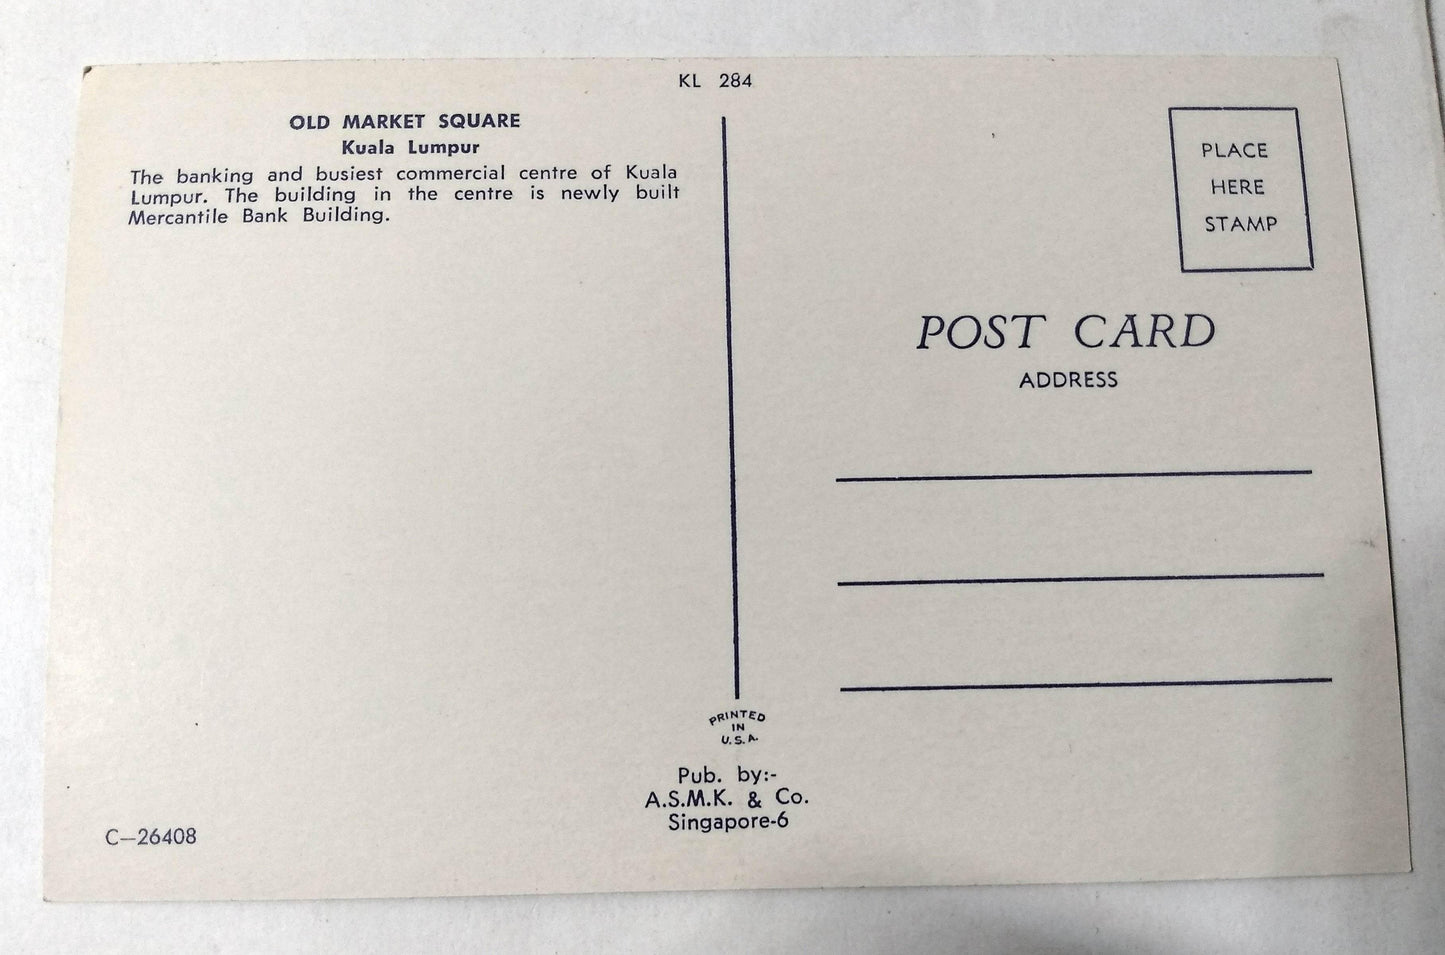 KL 284
OLD MARKET SQUARE
Kuala Lumpur
The banking and busiest commercial centre of Kuala
Lumpur. The building in the centre is newly built
Mercantile Bank Building.
PLACE
HERE
STAMP
POST CARD
ADDRESS
PRINTED
IN
U.S.A.
Pub. by:-
A.S.M.K. & Co.
Singapore-6
C—26408